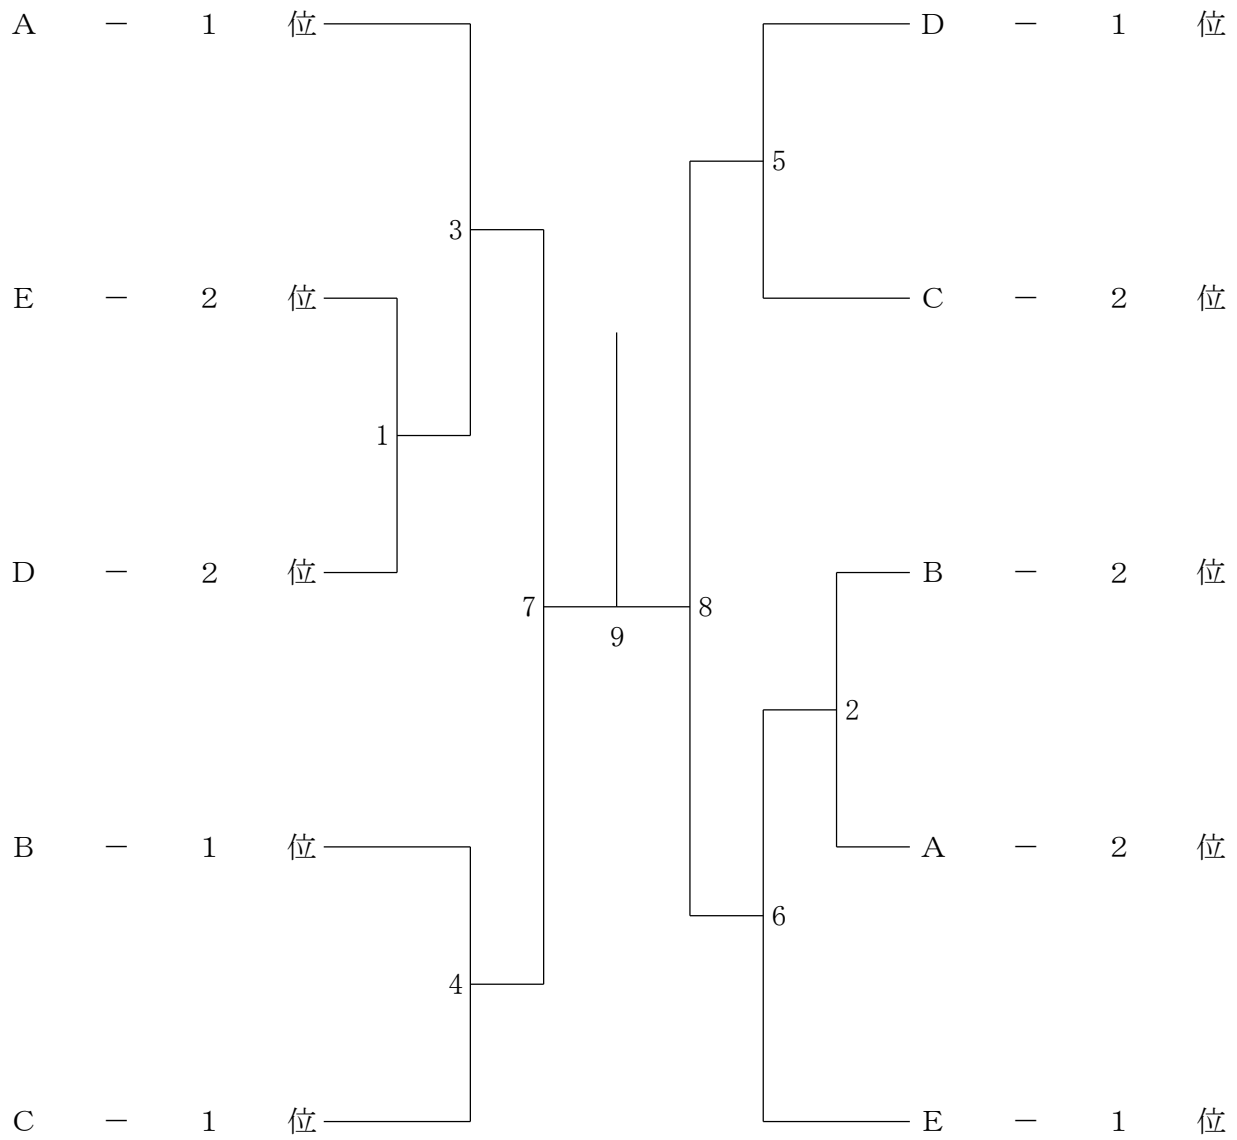 A － 1 位
D － 1 位
5
3
E － 2 位
C － 2 位
1
D － 2 位
B － 2 位
7
8
9
2
B － 1 位
A － 2 位
6
4
C － 1 位
E － 1 位